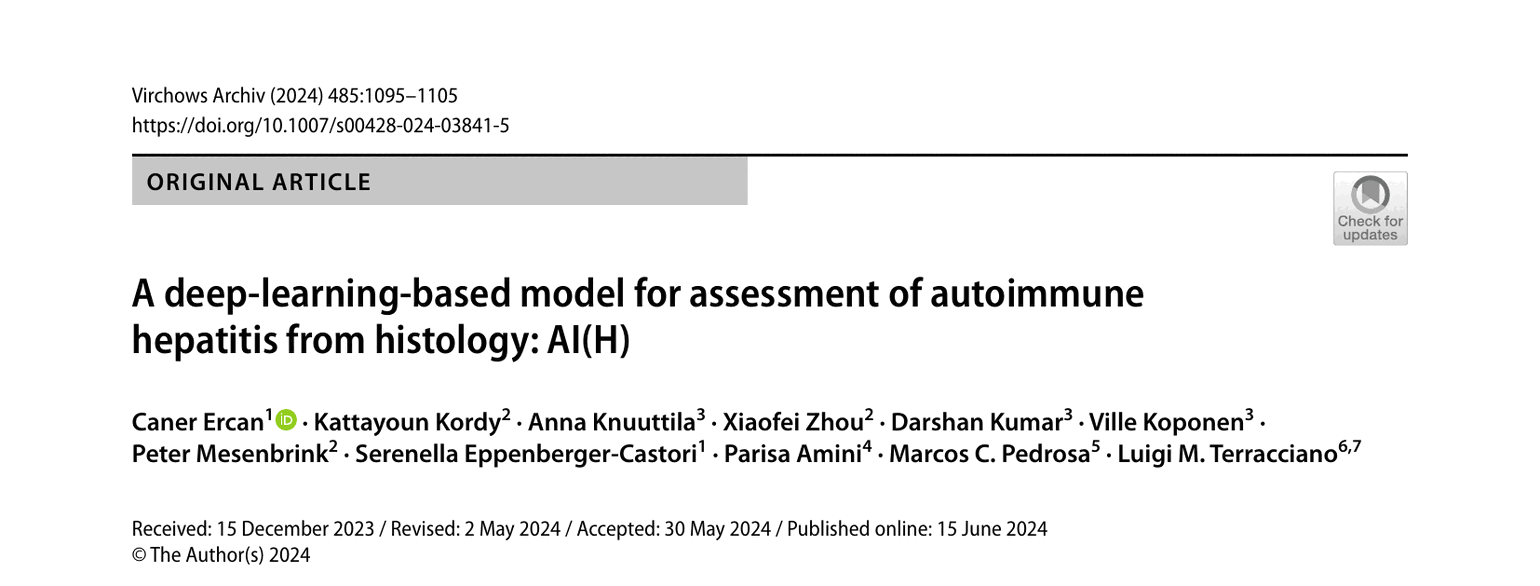 Virchows Archiv (2024) 485:1095–1105
https://doi.org/10.1007/s00428-024-03841-5
ORIGINAL ARTICLE
Check for
updates
A deep-learning-based model for assessment of autoimmune
hepatitis from histology: AI(H)
Caner Ercan1 iD · Kattayoun Kordy2 · Anna Knuuttila3 · Xiaofei Zhou2 · Darshan Kumar3 · Ville Koponen3 ·
Peter Mesenbrink2 · Serenella Eppenberger-Castori1 · Parisa Amini4 · Marcos C. Pedrosa5 · Luigi M. Terracciano6,7
Received: 15 December 2023 / Revised: 2 May 2024 / Accepted: 30 May 2024 / Published online: 15 June 2024
© The Author(s) 2024